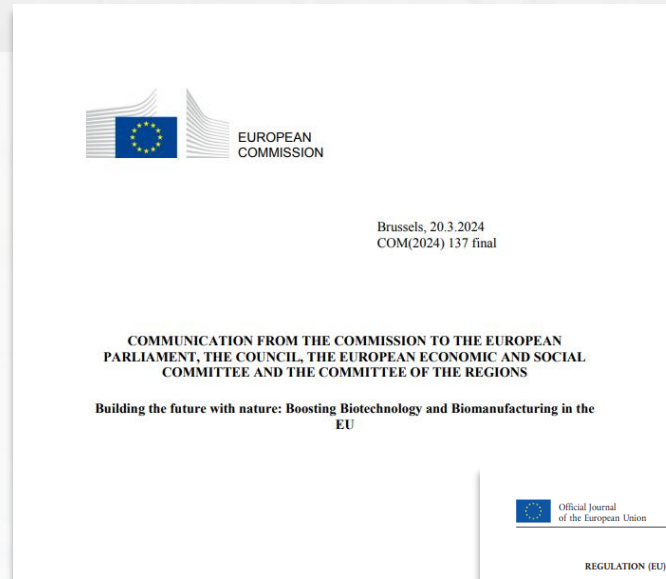 EUROPEAN
COMMISSION
Brussels, 20.3.2024
COM(2024) 137 final
COMMUNICATION FROM THE COMMISSION TO THE EUROPEAN
PARLIAMENT, THE COUNCIL, THE EUROPEAN ECONOMIC AND SOCIAL
COMMITTEE AND THE COMMITTEE OF THE REGIONS
Building the future with nature: Boosting Biotechnology and Biomanufacturing in the
EU
Official Journal
of the European Union
REGULATION (EU)